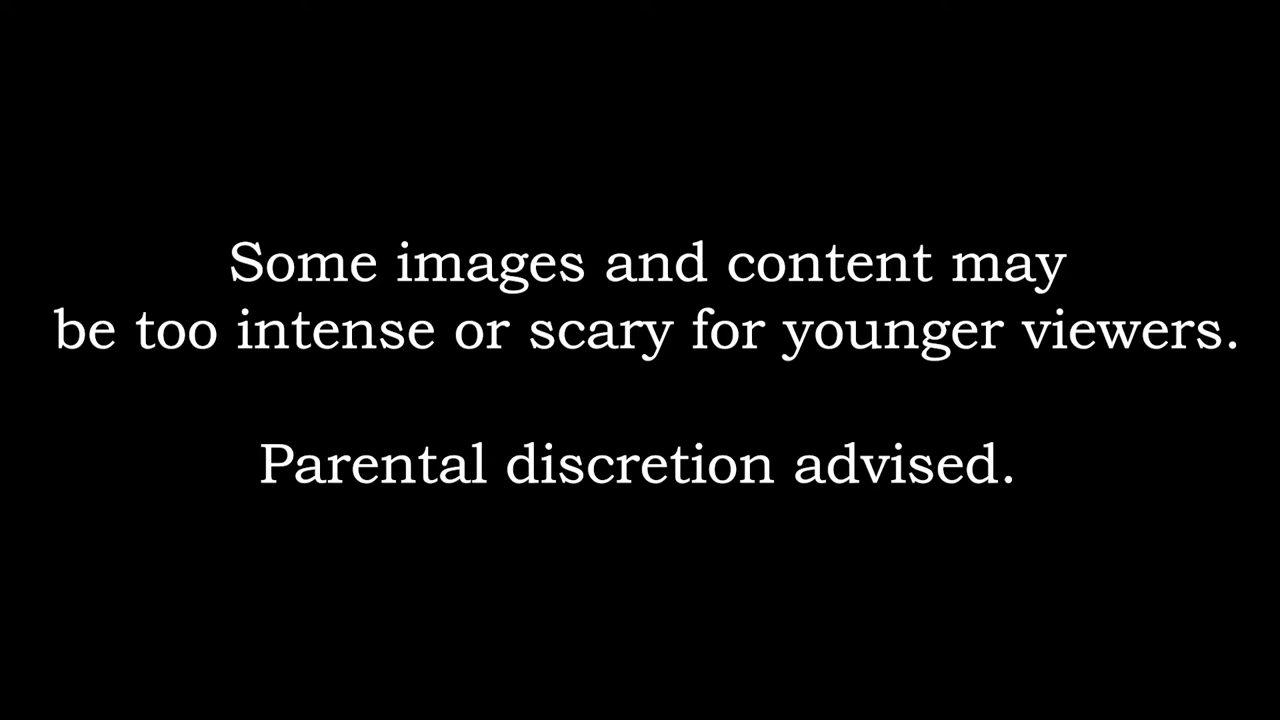 Some images and content may
be too intense or scary for younger viewers.
Parental discretion advised.